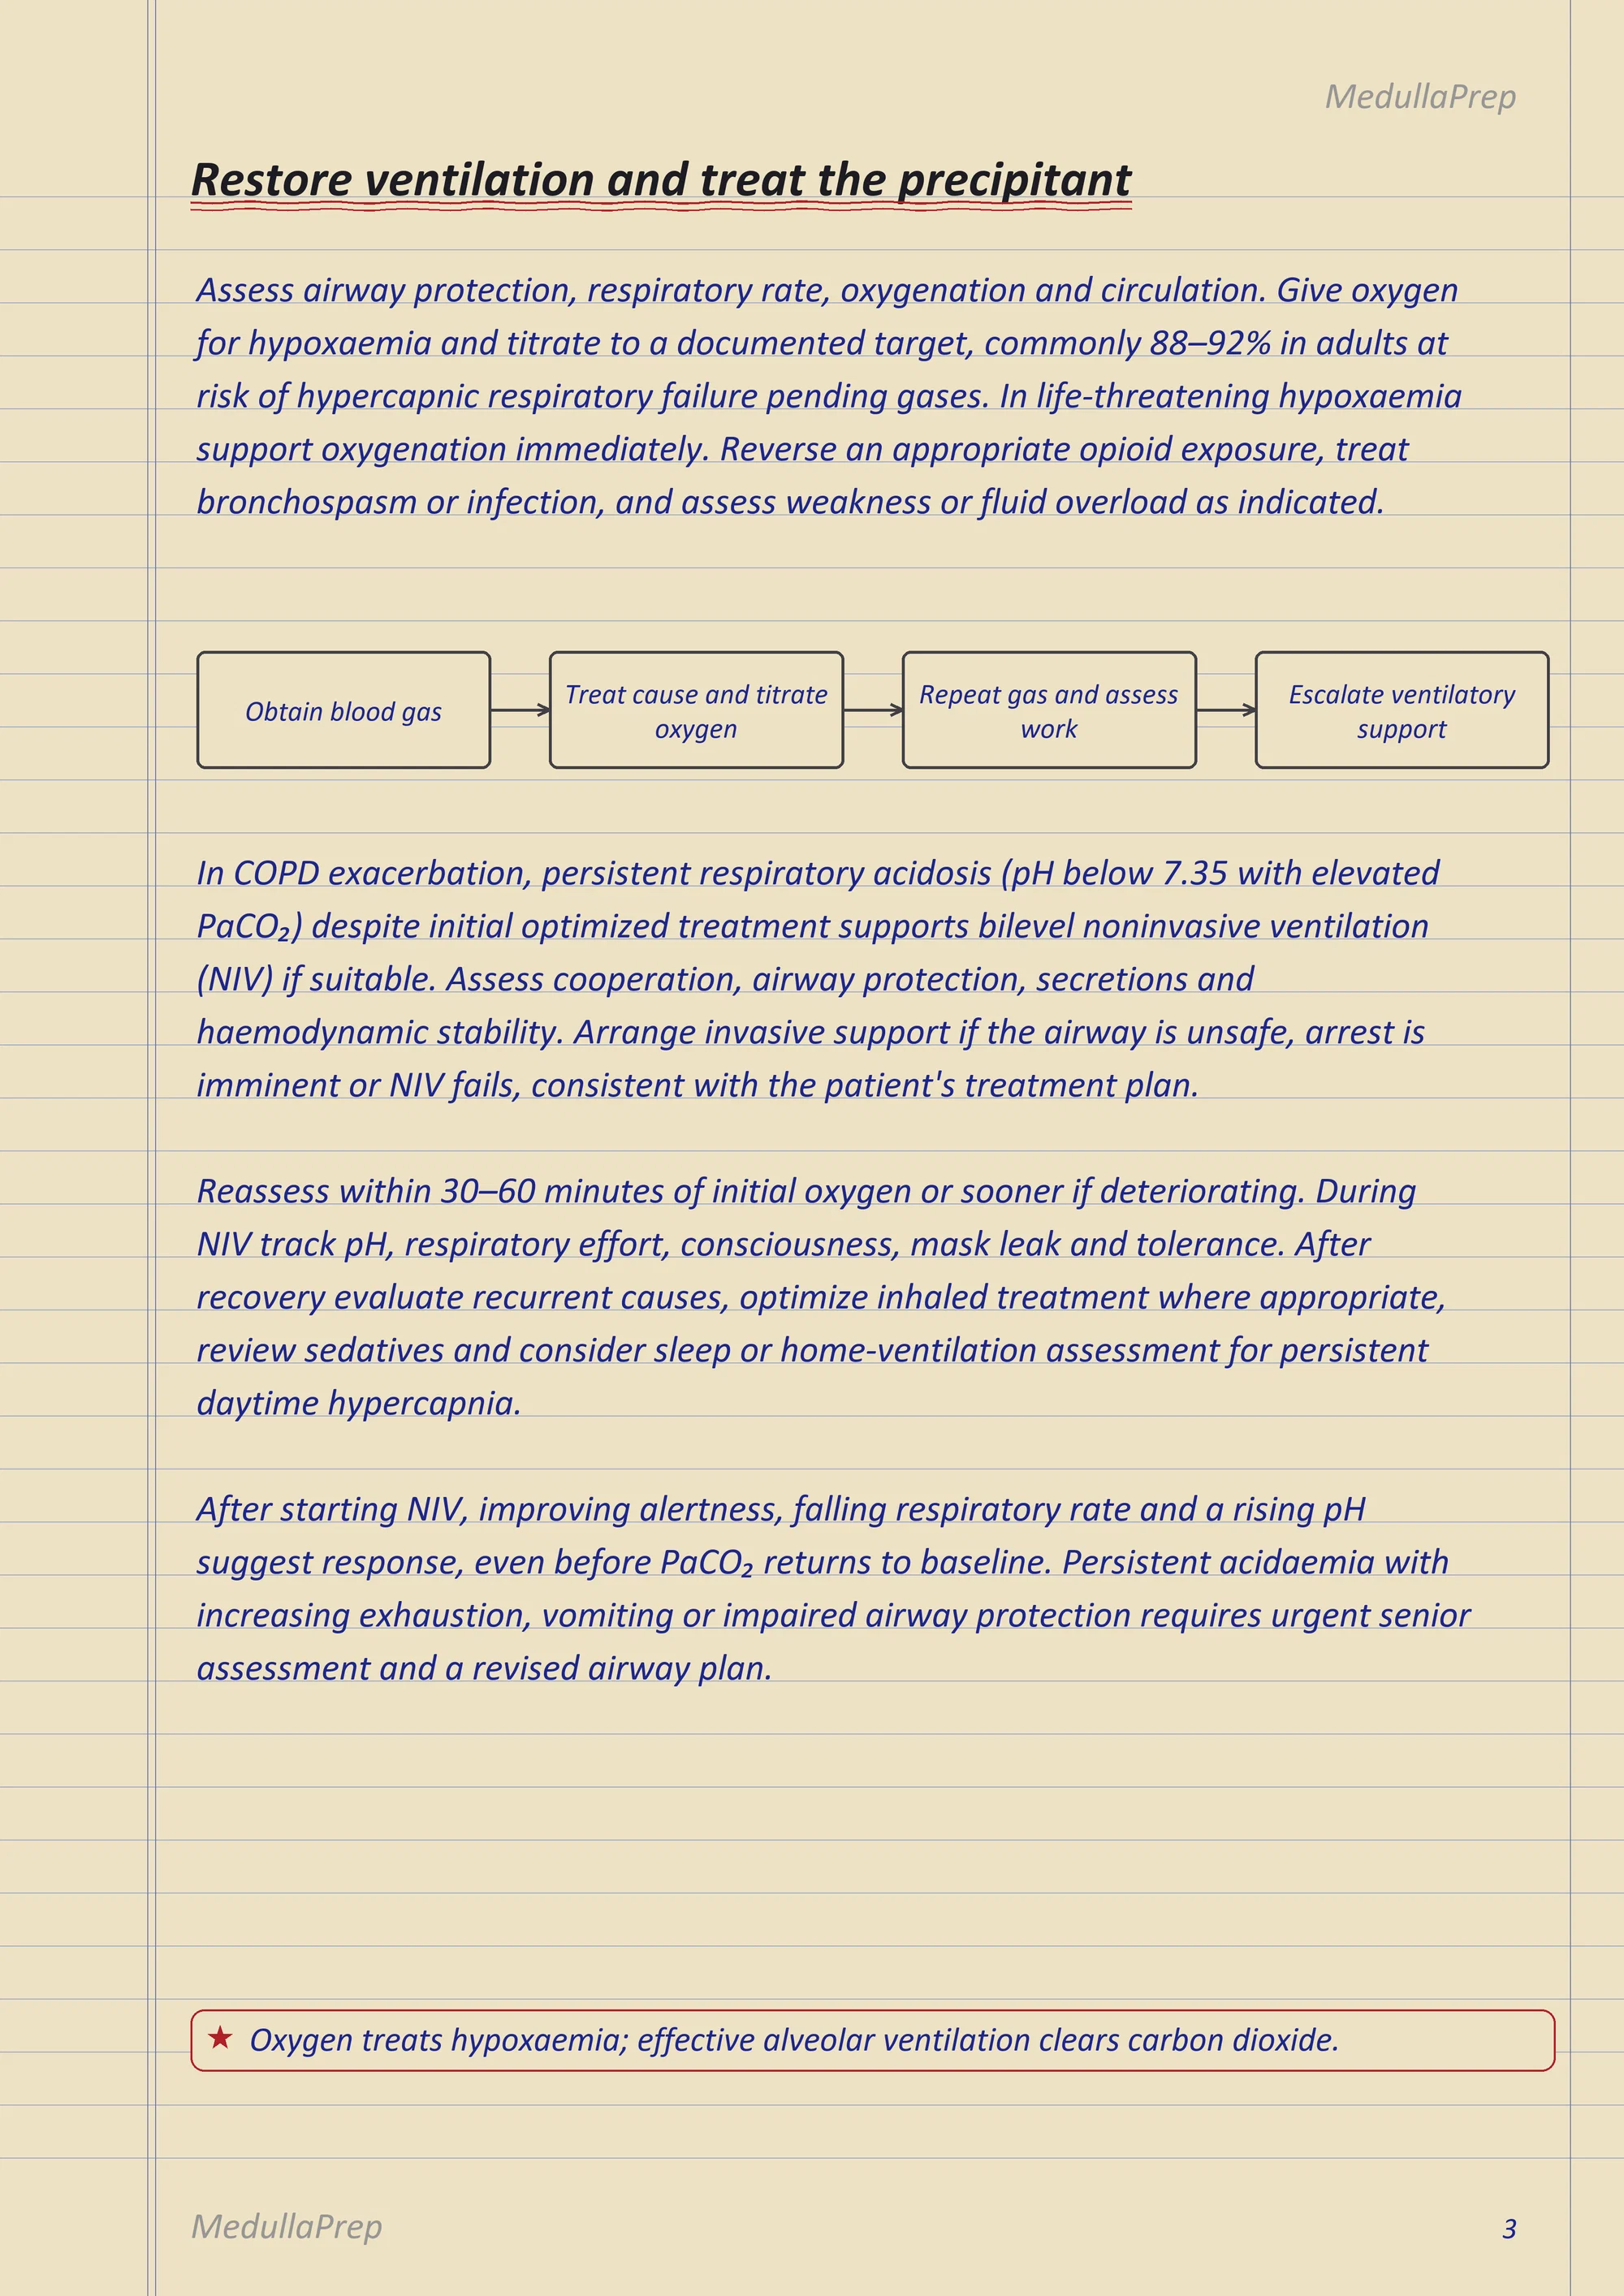 MedullaPrep
Restore ventilation and treat the precipitant
Assess airway protection, respiratory rate, oxygenation and circulation. Give oxygen
for hypoxaemia and titrate to a documented target, commonly 88–92% in adults at
risk of hypercapnic respiratory failure pending gases. In life-threatening hypoxaemia
support oxygenation immediately. Reverse an appropriate opioid exposure, treat
bronchospasm or infection, and assess weakness or fluid overload as indicated.
Obtain blood gas
Treat cause and titrate
oxygen
Repeat gas and assess
work
Escalate ventilatory
support
In COPD exacerbation, persistent respiratory acidosis (pH below 7.35 with elevated
PaCO₂) despite initial optimized treatment supports bilevel noninvasive ventilation
(NIV) if suitable. Assess cooperation, airway protection, secretions and
haemodynamic stability. Arrange invasive support if the airway is unsafe, arrest is
imminent or NIV fails, consistent with the patient's treatment plan.
Reassess within 30–60 minutes of initial oxygen or sooner if deteriorating. During
NIV track pH, respiratory effort, consciousness, mask leak and tolerance. After
recovery evaluate recurrent causes, optimize inhaled treatment where appropriate,
review sedatives and consider sleep or home-ventilation assessment for persistent
daytime hypercapnia.
After starting NIV, improving alertness, falling respiratory rate and a rising pH
suggest response, even before PaCO₂ returns to baseline. Persistent acidaemia with
increasing exhaustion, vomiting or impaired airway protection requires urgent senior
assessment and a revised airway plan.
★ Oxygen treats hypoxaemia; effective alveolar ventilation clears carbon dioxide.
MedullaPrep
3